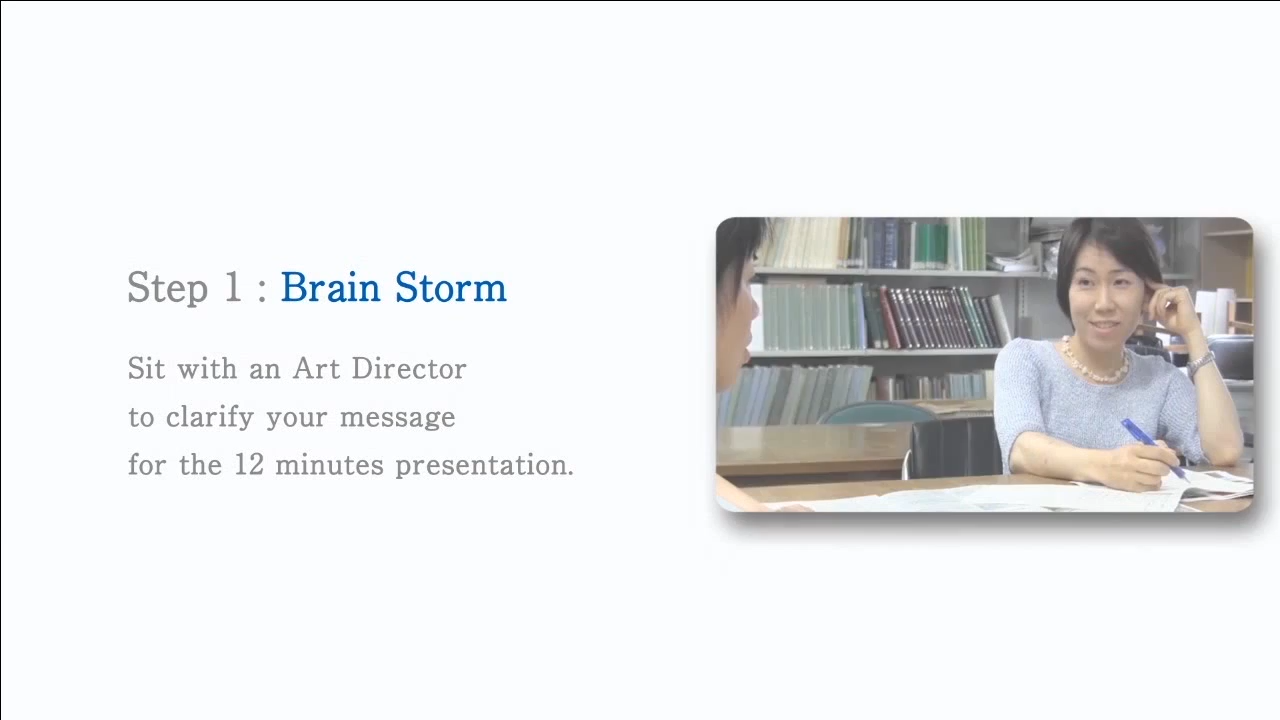 Step 1 : Brain Storm
Sit with an Art Director
to clarify your message
for the 12 minutes presentation.